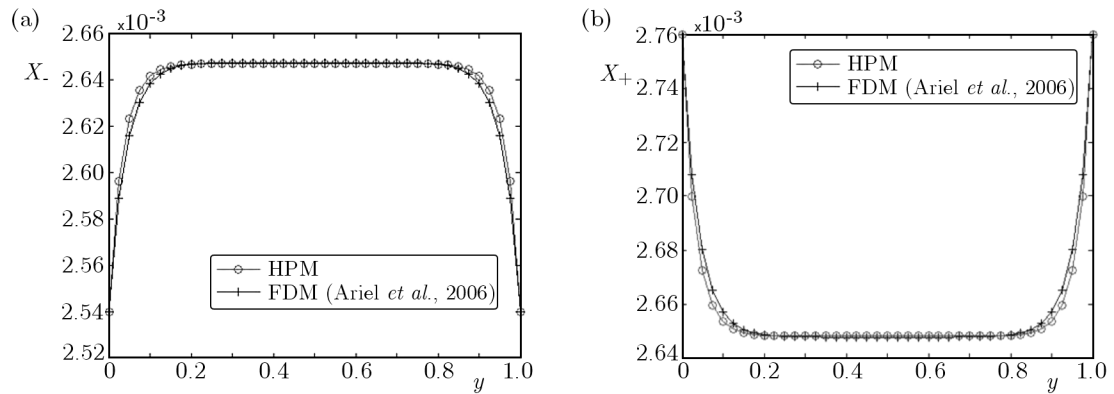 (a)
×10⁻³
2.66
X₋
2.64
2.62
2.60
2.58
2.56
2.54
2.52
HPM
FDM (Ariel et al., 2006)
0 0.2 0.4 0.6 0.8 1.0
y
(b)
×10⁻³
2.76
X₊
2.74
2.72
2.70
2.68
2.66
2.64
HPM
FDM (Ariel et al., 2006)
0 0.2 0.4 0.6 0.8 1.0
y